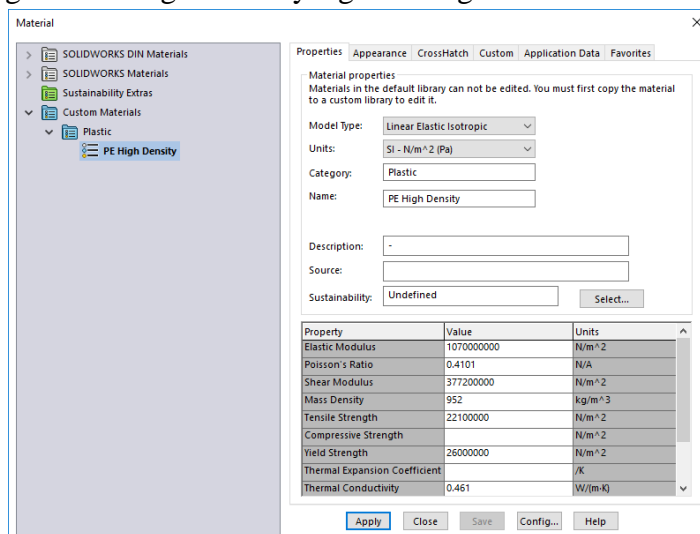 Material
SOLIDWORKS DIN Materials
SOLIDWORKS Materials
Sustainability Extras
Custom Materials
Plastic
PE High Density
Properties Appearance CrossHatch Custom Application Data Favorites
Material properties
Materials in the default library can not be edited. You must first copy the material
to a custom library to edit it.
Model Type: Linear Elastic Isotropic
Units: SI - N/m^2 (Pa)
Category: Plastic
Name: PE High Density
Description: -
Source:
Sustainability: Undefined Select...
Property Value Units
Elastic Modulus 1070000000 N/m^2
Poisson's Ratio 0.4101 N/A
Shear Modulus 377200000 N/m^2
Mass Density 952 kg/m^3
Tensile Strength 22100000 N/m^2
Compressive Strength N/m^2
Yield Strength 26000000 N/m^2
Thermal Expansion Coefficient /K
Thermal Conductivity 0.461 W/(m·K)
Apply Close Save Config... Help